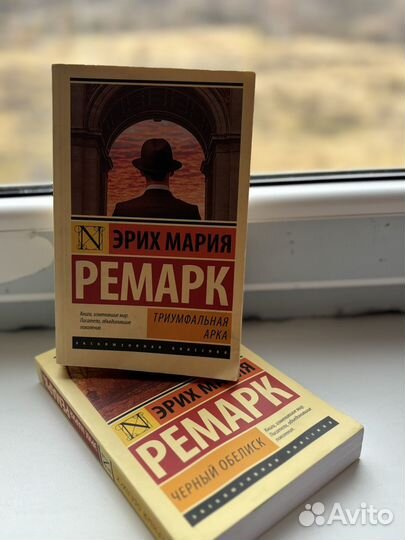 N
ЭРИХ МАРИЯ
РЕМАРК
Книги, изменившие мир.
Писатели, объединившие
поколения.
ТРИУМФАЛЬНАЯ
АРКА
ЭКСКЛЮЗИВНАЯ КЛАССИКА
N
ЭРИХ МАРИЯ
РЕМАРК
Книги, изменившие мир.
Писатели, объединившие
поколения.
ЧЕРНЫЙ ОБЕЛИСК
ЭКСКЛЮЗИВНАЯ КЛАССИКА
Avito